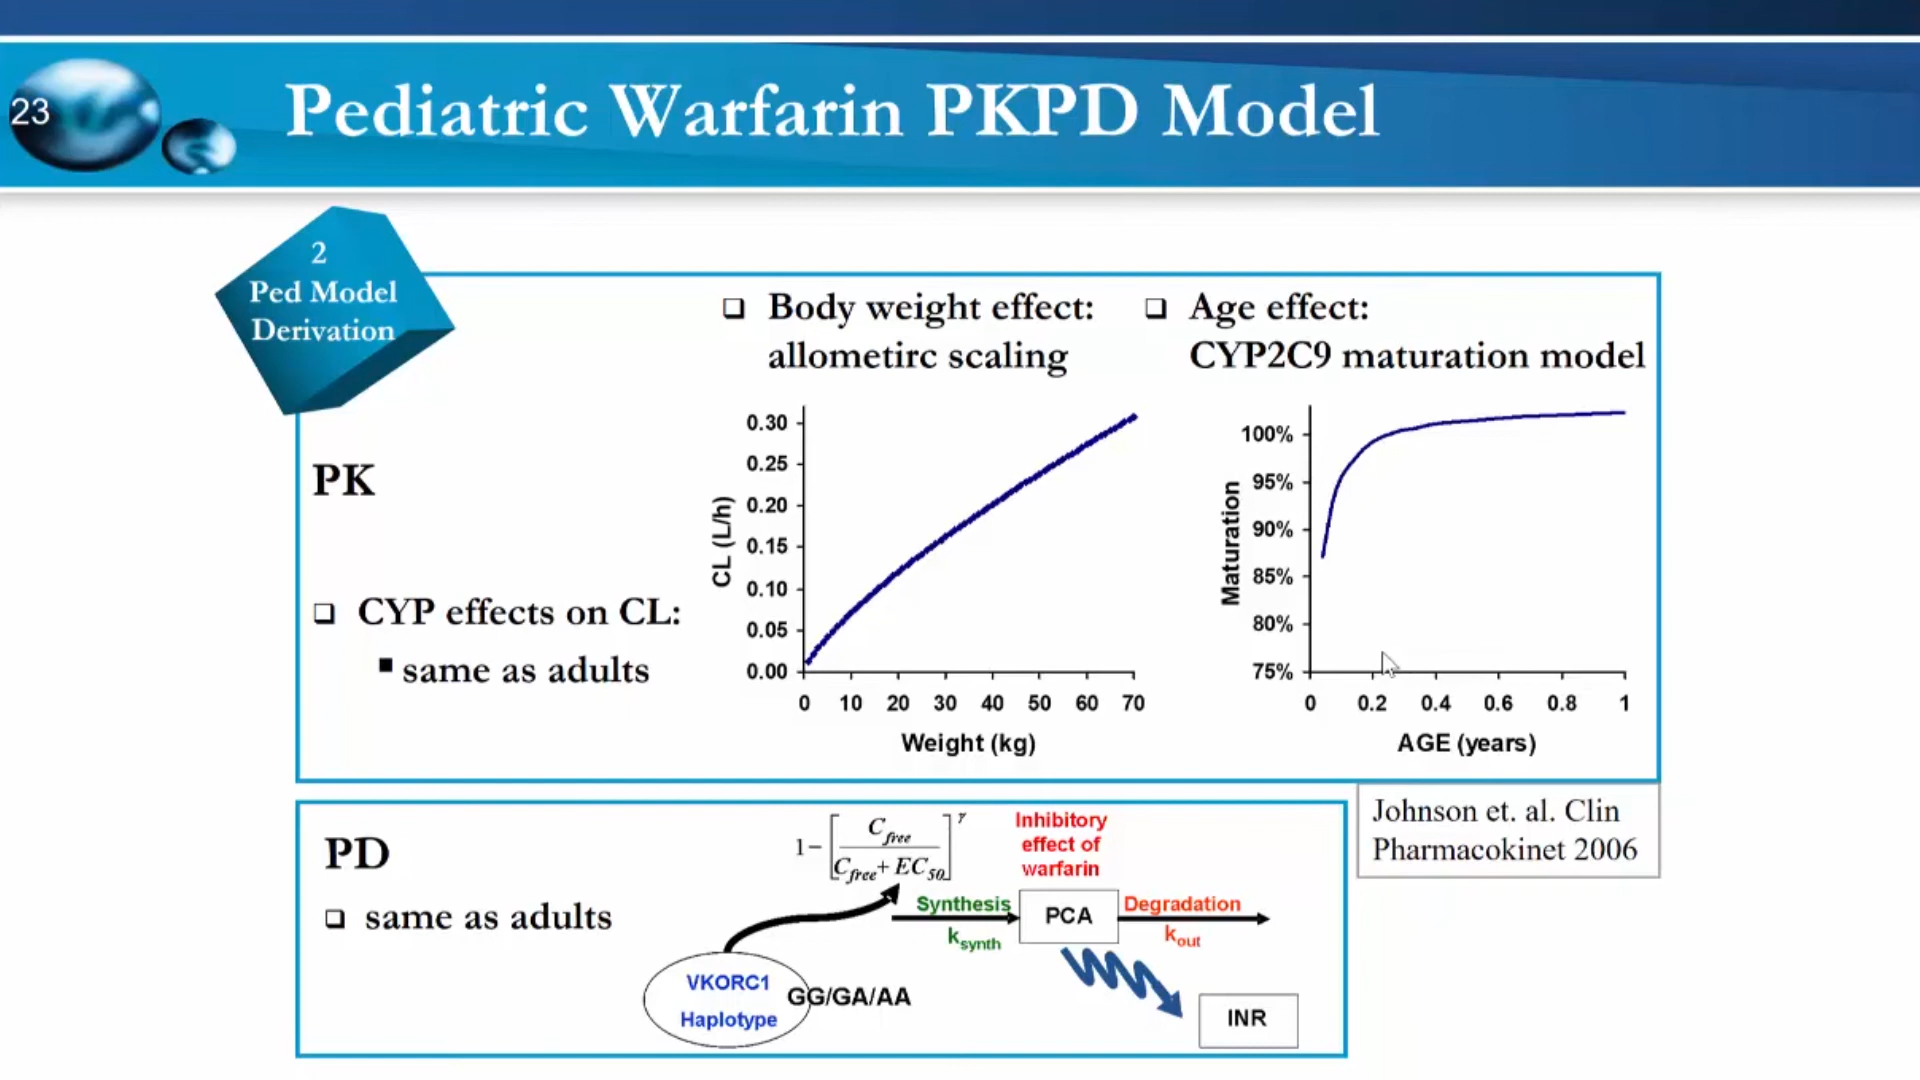 23
Pediatric Warfarin PKPD Model
2
Ped Model
Derivation
PK
❑ CYP effects on CL:
▪ same as adults
❑ Body weight effect:
allometirc scaling
CL (L/h)
0.30
0.25
0.20
0.15
0.10
0.05
0.00
0 10 20 30 40 50 60 70
Weight (kg)
❑ Age effect:
CYP2C9 maturation model
Maturation
100%
95%
90%
85%
80%
75%
0 0.2 0.4 0.6 0.8 1
AGE (years)
Johnson et. al. Clin
Pharmacokinet 2006
PD
❑ same as adults
1−[C_free / (C_free + EC_50)]^γ
Inhibitory
effect of
warfarin
Synthesis
k_synth
PCA
Degradation
k_out
VKORC1
Haplotype
GG/GA/AA
INR